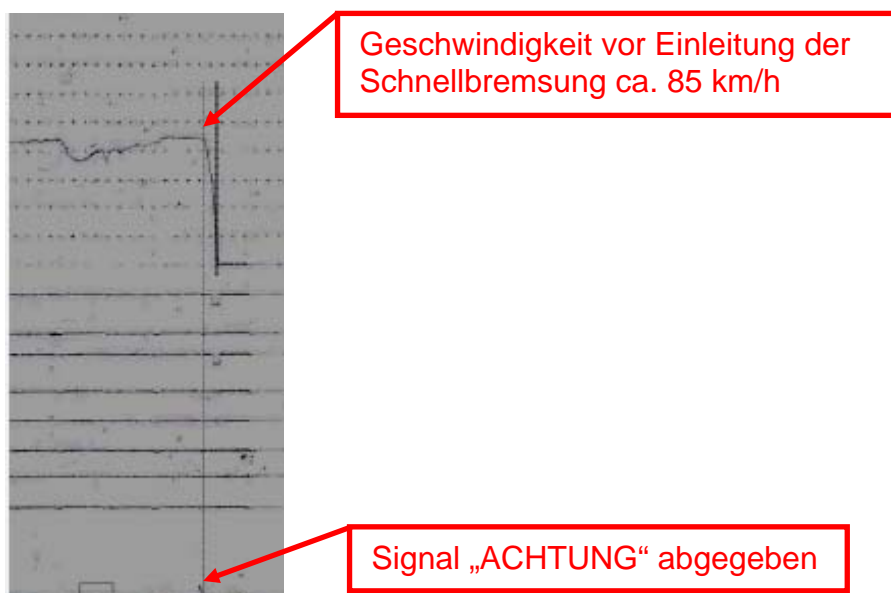 Geschwindigkeit vor Einleitung der
Schnellbremsung ca. 85 km/h
Signal „ACHTUNG“ abgegeben